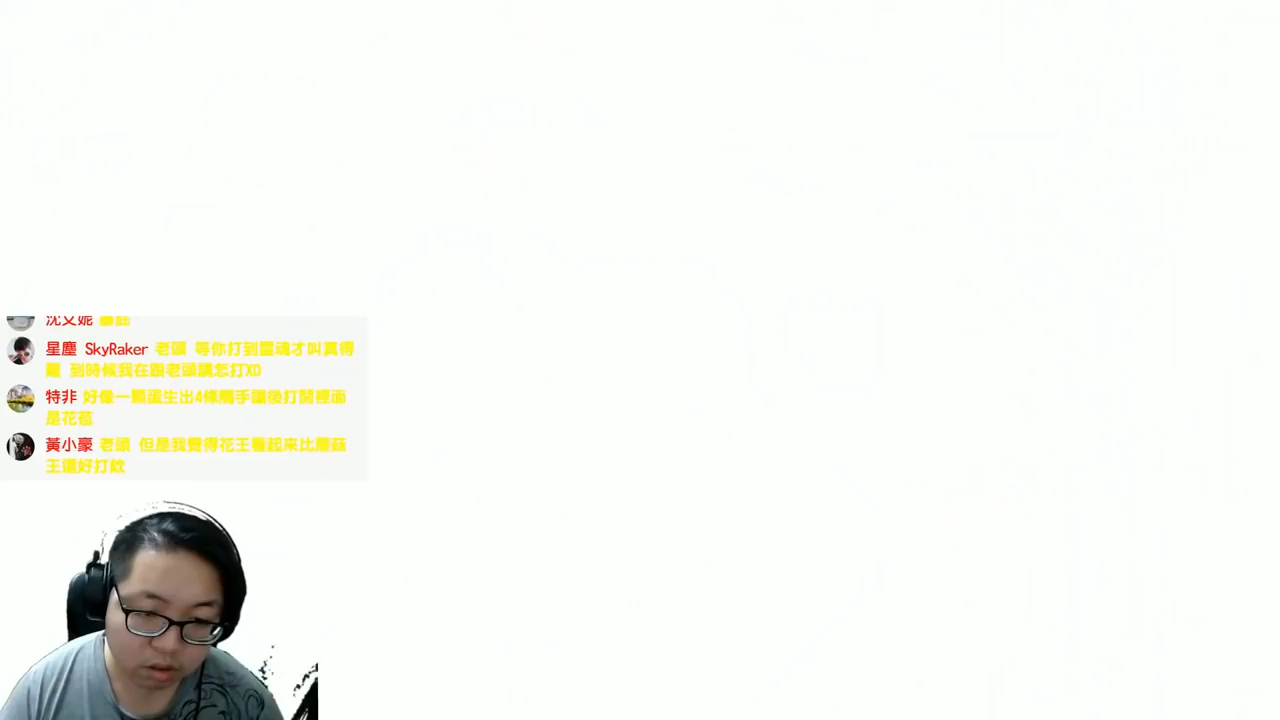 沈艾妮
星塵 SkyRaker 老頭 等你打到靈魂才叫真得
難 到時候我在跟老頭講怎打XD
特非 好像一顆蛋生出4條觸手讓後打開裡面
是花苞
黃小豪 老頭 但是我覺得花王看起來比蘑菇
王還好打欸